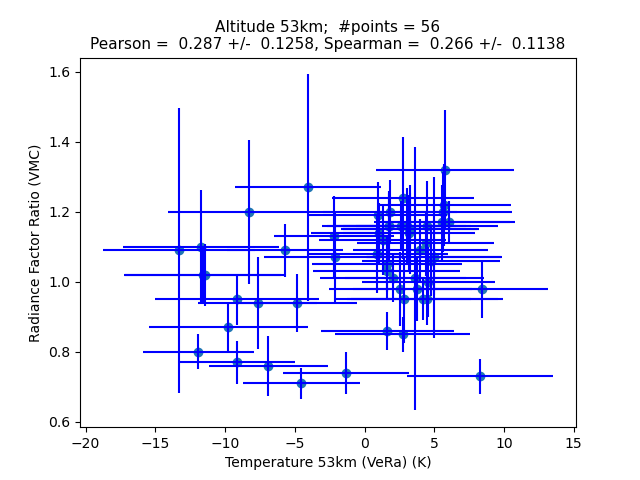 Altitude 53km;  #points = 56
Pearson =  0.287 +/-  0.1258, Spearman =  0.266 +/-  0.1138
1.6
1.4
1.2
1.0
0.8
0.6
Radiance Factor Ratio (VMC)
−20 −15 −10 −5 0 5 10 15
Temperature 53km (VeRa) (K)